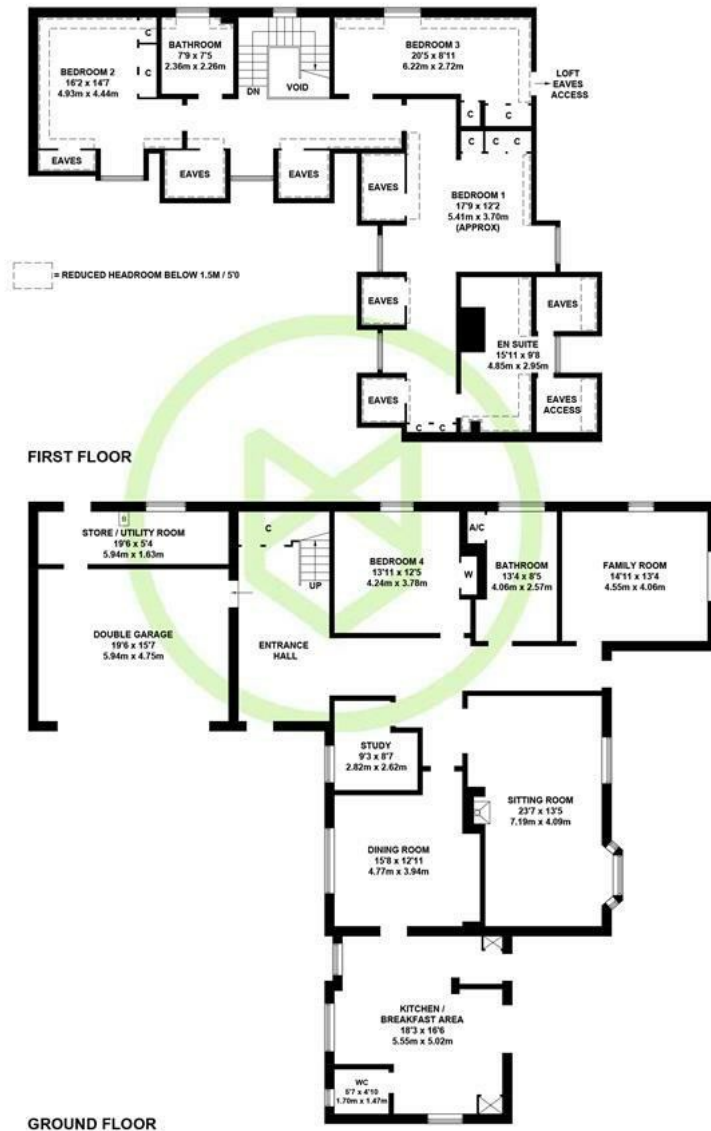 BEDROOM 2
16'2 x 14'7
4.93m x 4.44m
C
C
BATHROOM
7'9 x 7'5
2.36m x 2.26m
DN
VOID
BEDROOM 3
20'5 x 8'11
6.22m x 2.72m
LOFT
EAVES
ACCESS
C
C
EAVES
EAVES
EAVES
EAVES
C
C
C
BEDROOM 1
17'9 x 12'2
5.41m x 3.70m
(APPROX)
= REDUCED HEADROOM BELOW 1.5M / 5'0
EAVES
EN SUITE
15'11 x 9'8
4.85m x 2.95m
EAVES
EAVES
EAVES
ACCESS
C
C
FIRST FLOOR
STORE / UTILITY ROOM
19'6 x 5'4
5.94m x 1.63m
B
C
UP
BEDROOM 4
13'11 x 12'5
4.24m x 3.78m
A/C
W
BATHROOM
13'4 x 8'5
4.06m x 2.57m
FAMILY ROOM
14'11 x 13'4
4.55m x 4.06m
DOUBLE GARAGE
19'6 x 15'7
5.94m x 4.75m
ENTRANCE
HALL
STUDY
9'3 x 8'7
2.82m x 2.62m
SITTING ROOM
23'7 x 13'5
7.19m x 4.09m
DINING ROOM
15'8 x 12'11
4.77m x 3.94m
KITCHEN /
BREAKFAST AREA
18'3 x 16'6
5.55m x 5.02m
WC
5'7 x 4'10
1.70m x 1.47m
GROUND FLOOR